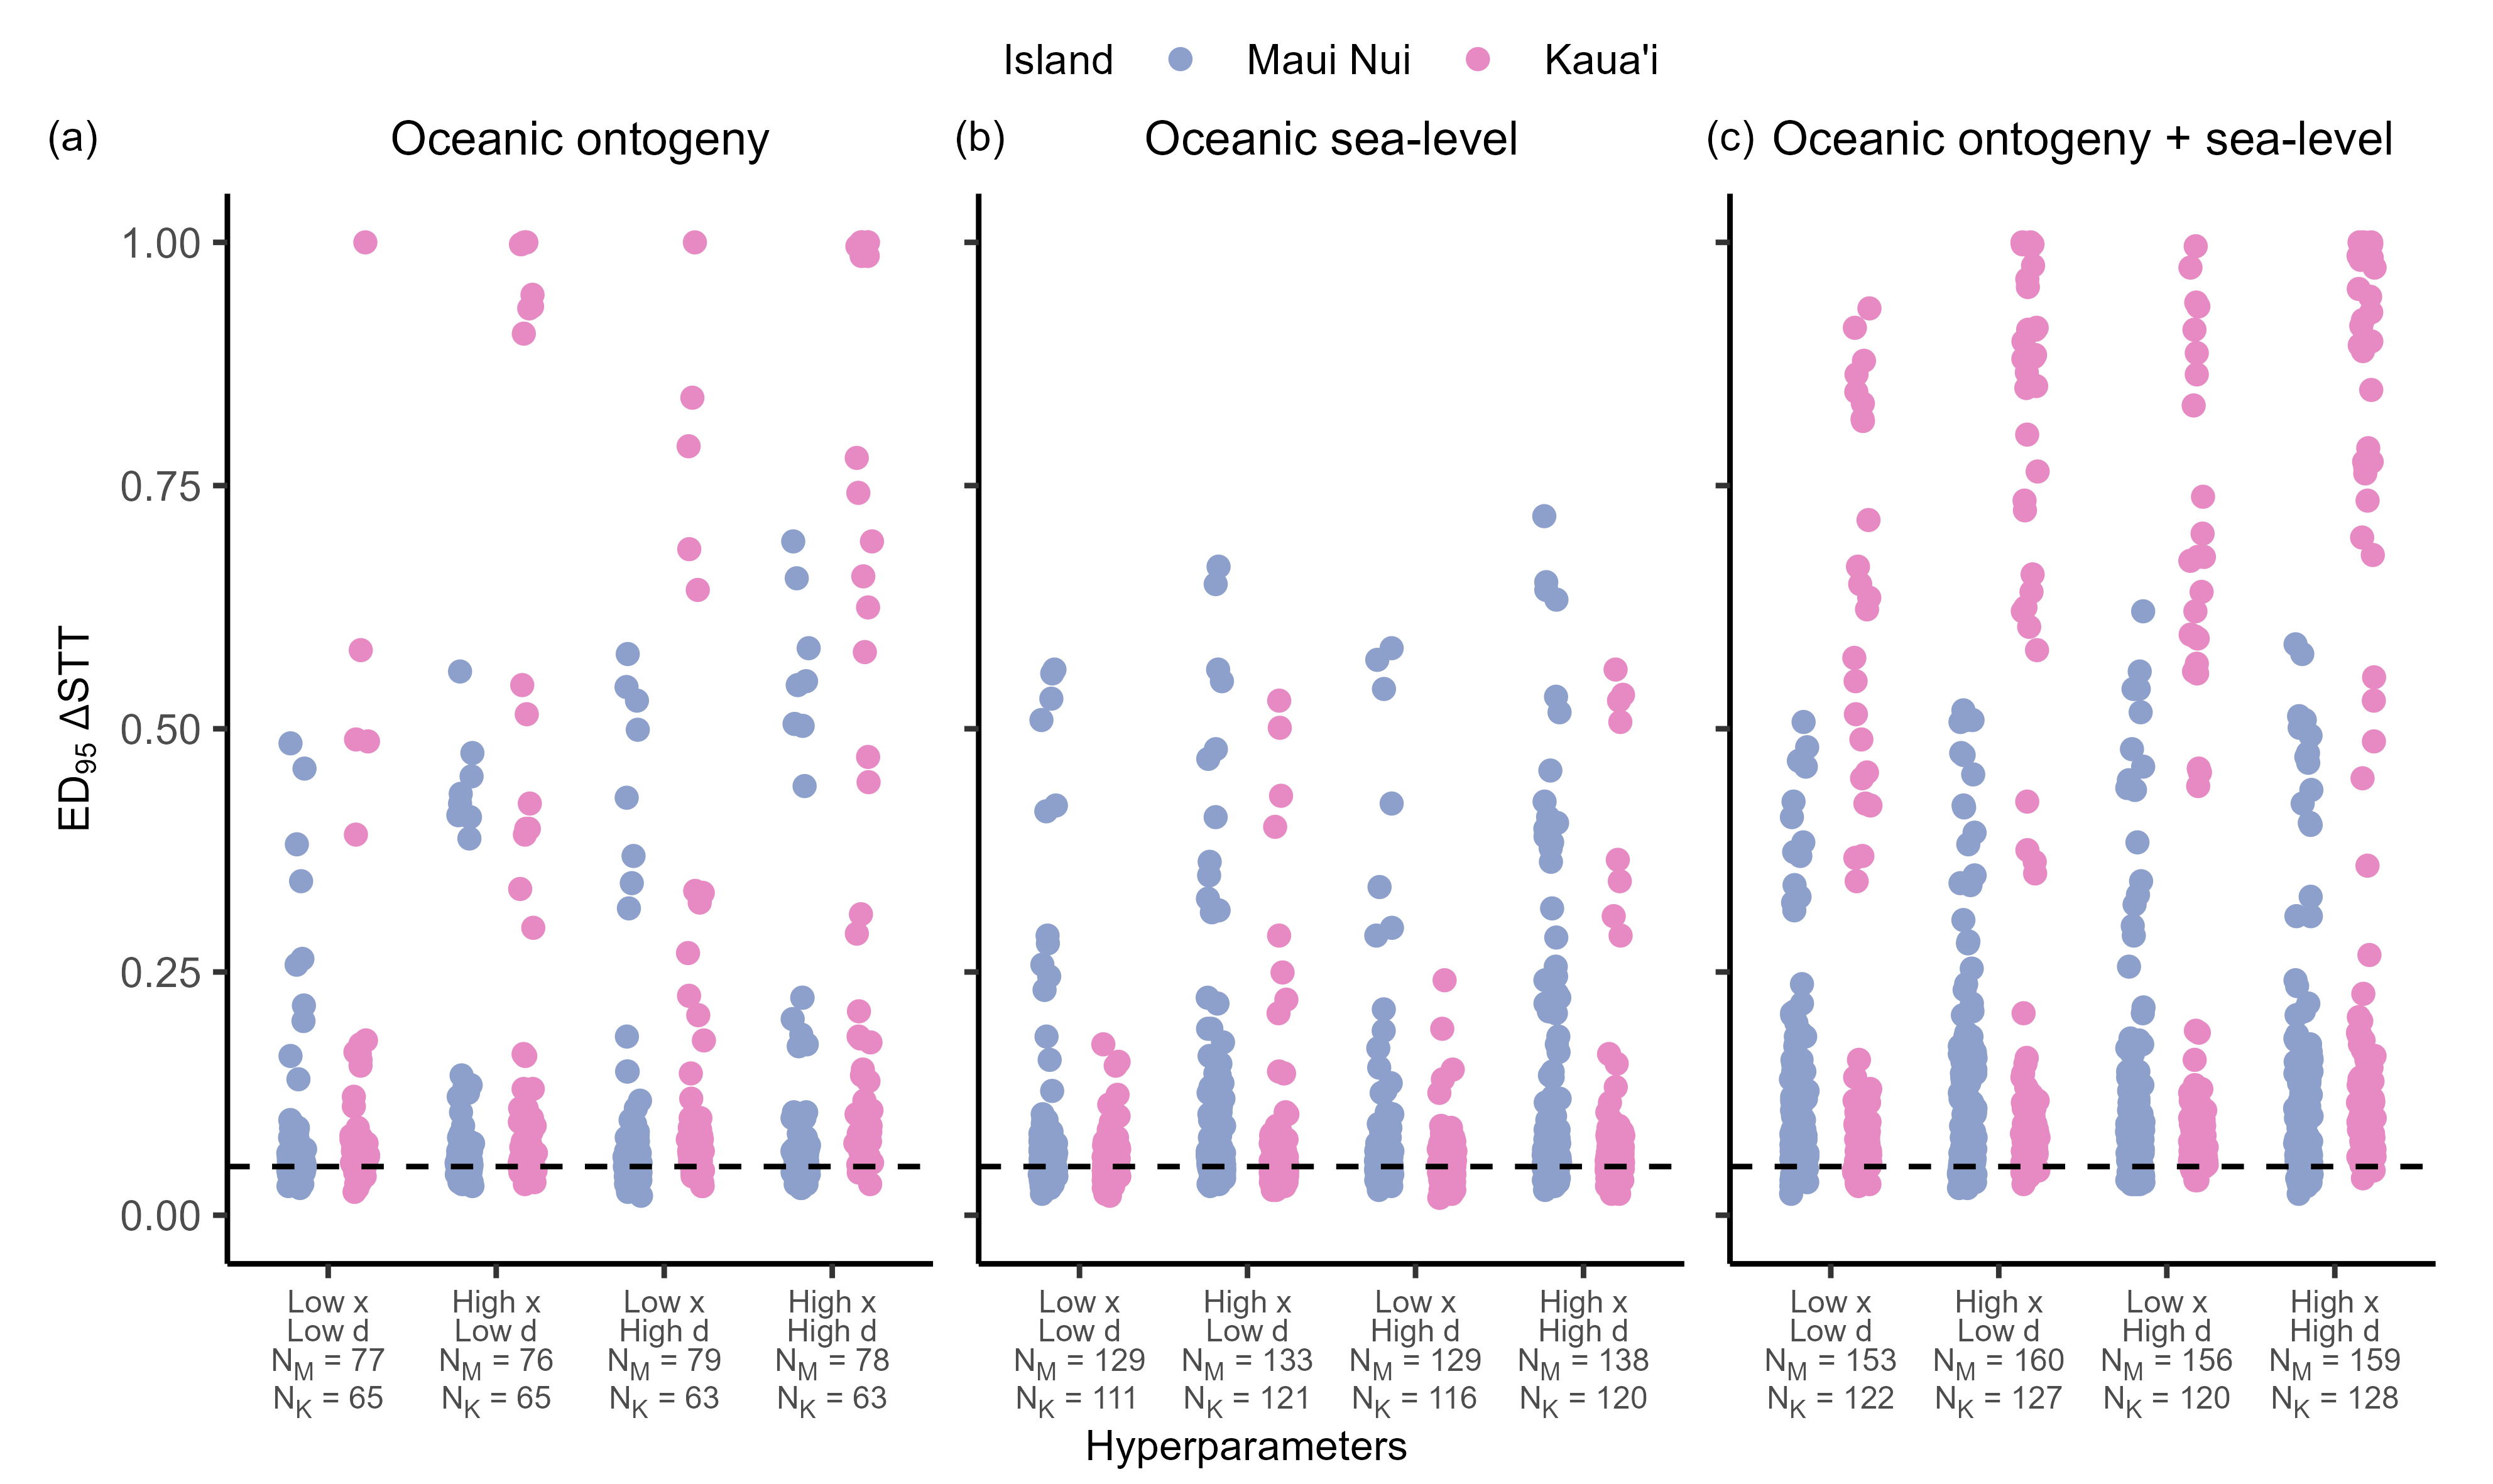 Island Maui Nui Kaua'i
(a) Oceanic ontogeny
(b) Oceanic sea-level
(c) Oceanic ontogeny + sea-level
ED95 ΔSTT
1.00
0.75
0.50
0.25
0.00
Low x
Low d
NM = 77
NK = 65
High x
Low d
NM = 76
NK = 65
Low x
High d
NM = 79
NK = 63
High x
High d
NM = 78
NK = 63
Low x
Low d
NM = 129
NK = 111
High x
Low d
NM = 133
NK = 121
Low x
High d
NM = 129
NK = 116
High x
High d
NM = 138
NK = 120
Low x
Low d
NM = 153
NK = 122
High x
Low d
NM = 160
NK = 127
Low x
High d
NM = 156
NK = 120
High x
High d
NM = 159
NK = 128
Hyperparameters